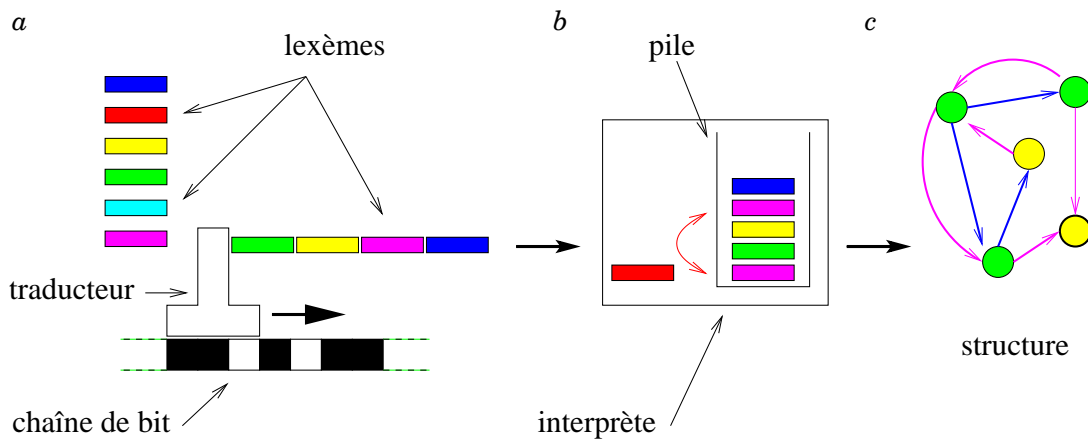 a
b
c
lexèmes
pile
traducteur
structure
chaîne de bit
interprète